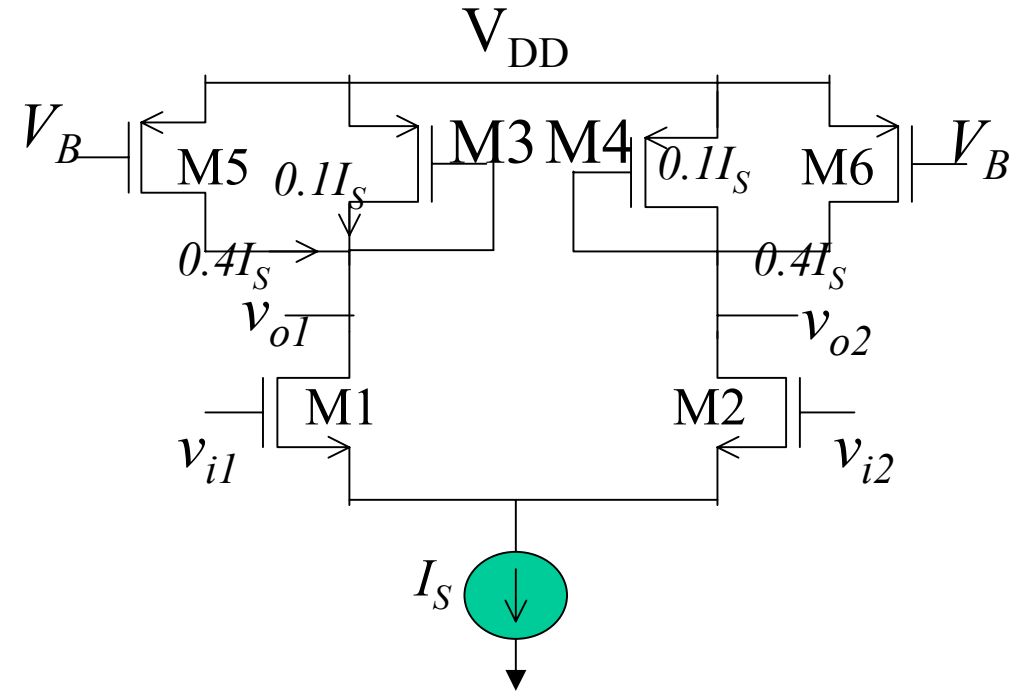 V_DD
V_B
M5
0.1I_S
M3
M4
0.1I_S
M6
V_B
0.4I_S
0.4I_S
v_o1
v_o2
M1
M2
v_i1
v_i2
I_S